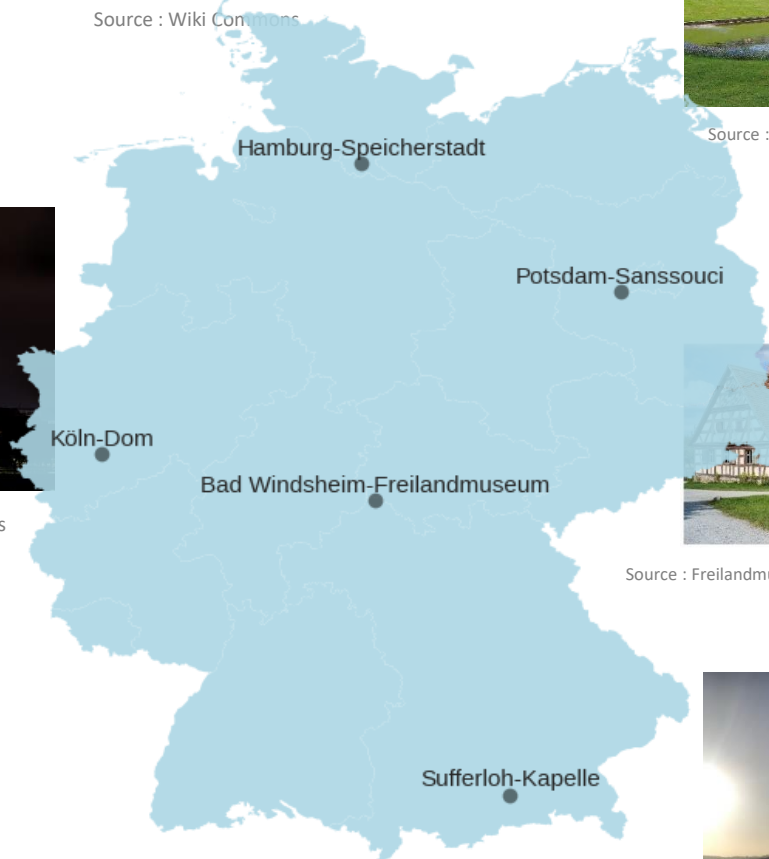 Source : Wiki Commons
Source :
Hamburg-Speicherstadt
Potsdam-Sanssouci
Köln-Dom
Bad Windsheim-Freilandmuseum
s
Source : Freilandmu
Sufferloh-Kapelle